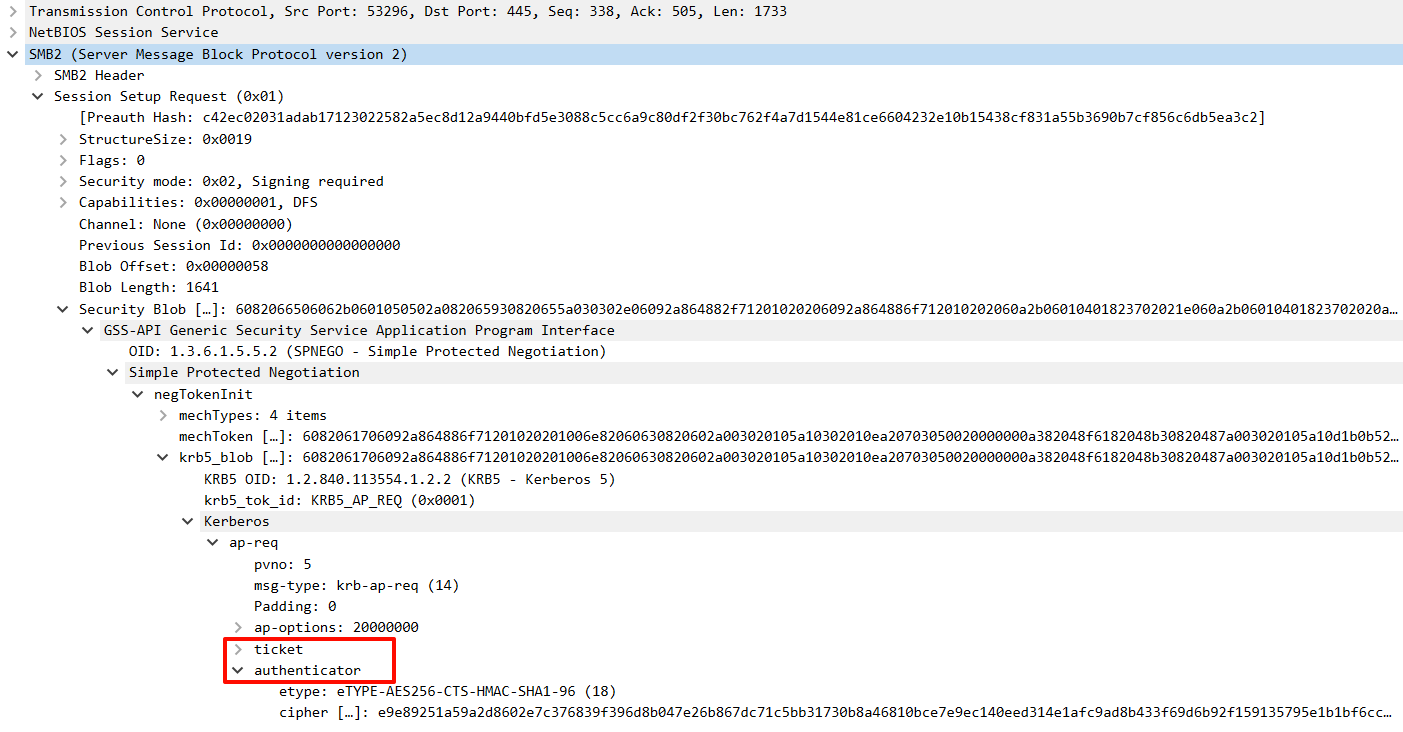 Transmission Control Protocol, Src Port: 53296, Dst Port: 445, Seq: 338, Ack: 505, Len: 1733
NetBIOS Session Service
SMB2 (Server Message Block Protocol version 2)
SMB2 Header
Session Setup Request (0x01)
[Preauth Hash: c42ec02031adab17123022582a5ec8d12a9440bfd5e3088c5cc6a9c80df2f30bc762f4a7d1544e81ce6604232e10b15438cf831a55b3690b7cf856c6db5ea3c2]
StructureSize: 0x0019
Flags: 0
Security mode: 0x02, Signing required
Capabilities: 0x00000001, DFS
Channel: None (0x00000000)
Previous Session Id: 0x0000000000000000
Blob Offset: 0x00000058
Blob Length: 1641
Security Blob […]: 6082066506062b0601050502a082065930820655a030302e06092a864882f71201020206092a864886f712010202060a2b06010401823702021e060a2b06010401823702020a…
GSS-API Generic Security Service Application Program Interface
OID: 1.3.6.1.5.5.2 (SPNEGO - Simple Protected Negotiation)
Simple Protected Negotiation
negTokenInit
mechTypes: 4 items
mechToken […]: 6082061706092a864886f71201020201006e82060630820602a003020105a10302010ea20703050020000000a382048f6182048b30820487a003020105a10d1b0b52…
krb5_blob […]: 6082061706092a864886f71201020201006e82060630820602a003020105a10302010ea20703050020000000a382048f6182048b30820487a003020105a10d1b0b52…
KRB5 OID: 1.2.840.113554.1.2.2 (KRB5 - Kerberos 5)
krb5_tok_id: KRB5_AP_REQ (0x0001)
Kerberos
ap-req
pvno: 5
msg-type: krb-ap-req (14)
Padding: 0
ap-options: 20000000
ticket
authenticator
etype: eTYPE-AES256-CTS-HMAC-SHA1-96 (18)
cipher […]: e9e89251a59a2d8602e7c376839f396d8b047e26b867dc71c5bb31730b8a46810bce7e9ec140eed314e1afc9ad8b433f69d6b92f159135795e1b1bf6cc…